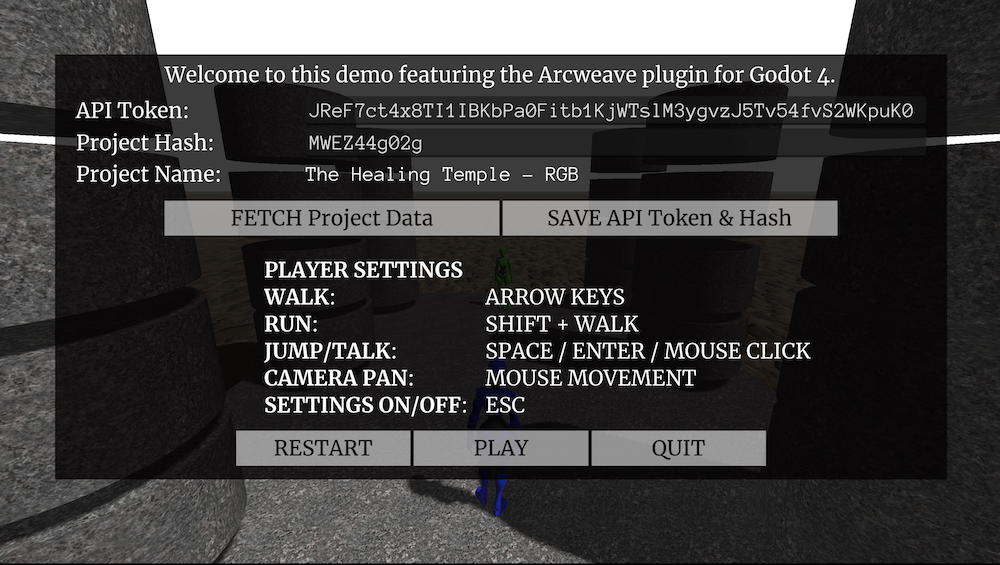 Welcome to this demo featuring the Arcweave plugin for Godot 4.
API Token: JReF7ct4x8TI1IBKbPa0Fitb1KjWTslM3ygvzJ5Tv54fvS2WKpuK0
Project Hash: MWEZ44g02g
Project Name: The Healing Temple – RGB
FETCH Project Data SAVE API Token & Hash
PLAYER SETTINGS
WALK: ARROW KEYS
RUN: SHIFT + WALK
JUMP/TALK: SPACE / ENTER / MOUSE CLICK
CAMERA PAN: MOUSE MOVEMENT
SETTINGS ON/OFF: ESC
RESTART PLAY QUIT